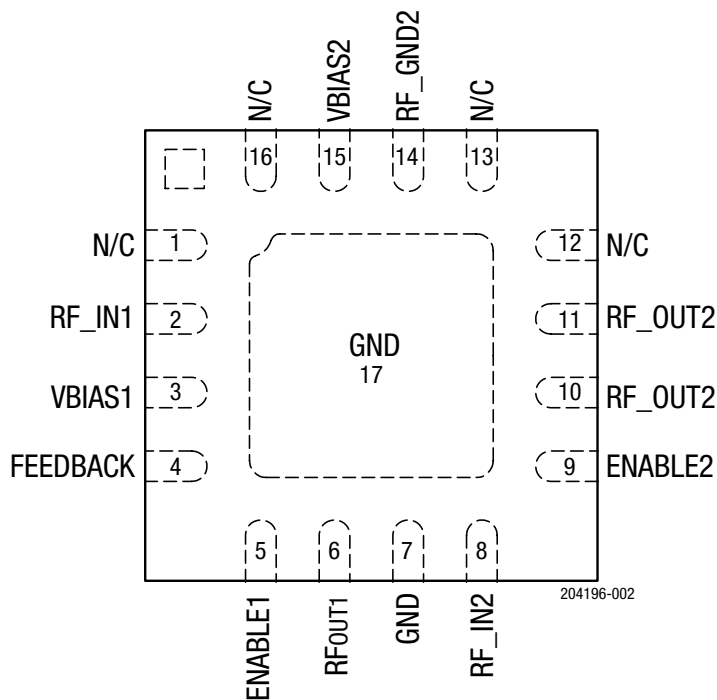 N/C
VBIAS2
RF_GND2
N/C
16
15
14
13
N/C
1
12
N/C
RF_IN1
2
11
RF_OUT2
GND
17
VBIAS1
3
10
RF_OUT2
FEEDBACK
4
9
ENABLE2
5
6
7
8
ENABLE1
RFOUT1
GND
RF_IN2
204196-002